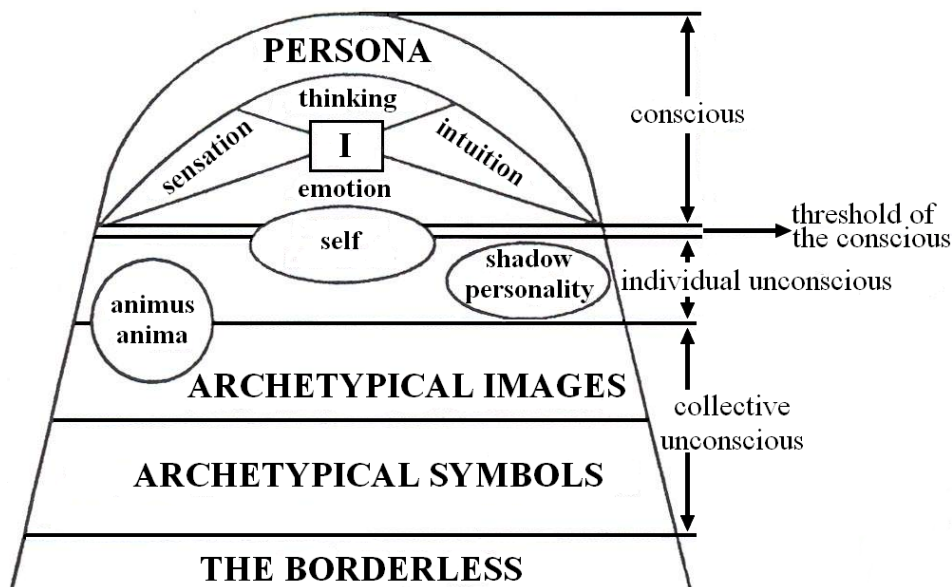 PERSONA
thinking
sensation
I
intuition
emotion
self
shadow
personality
animus
anima
ARCHETYPICAL IMAGES
ARCHETYPICAL SYMBOLS
THE BORDERLESS
conscious
threshold of
the conscious
individual unconscious
collective
unconscious